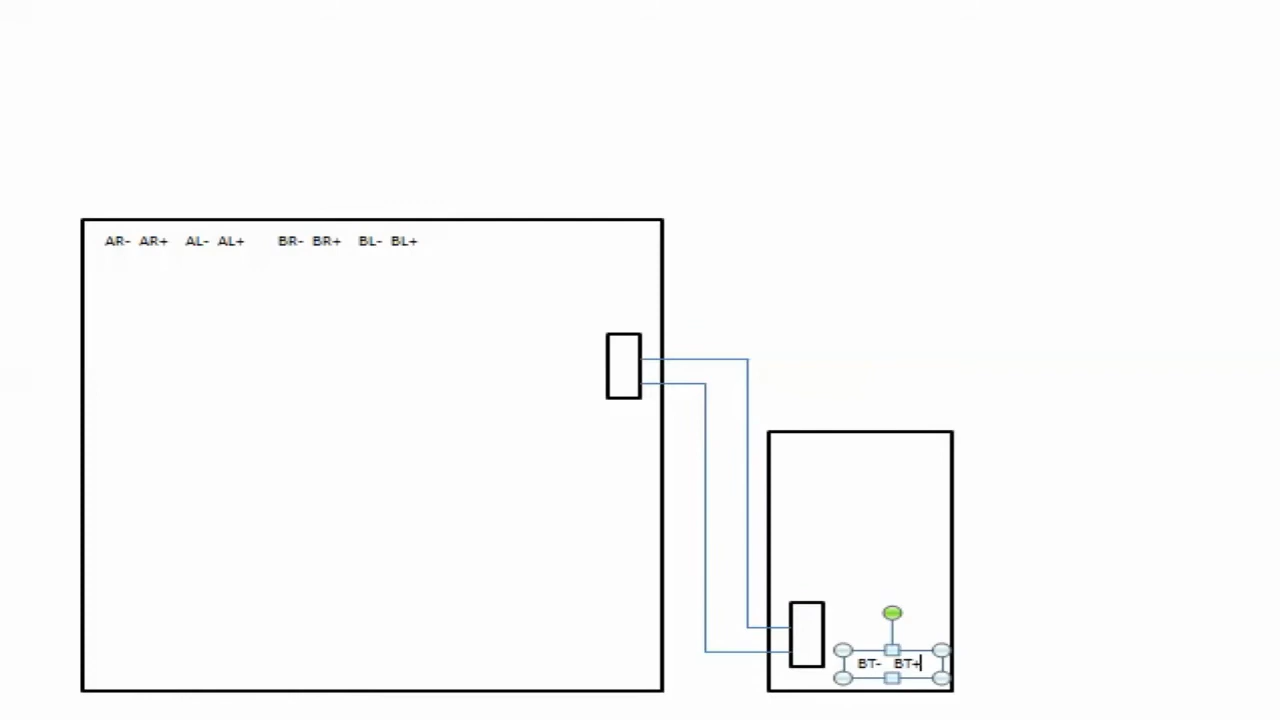 AR- AR+ AL- AL+ BR- BR+ BL- BL+
BT- BT+